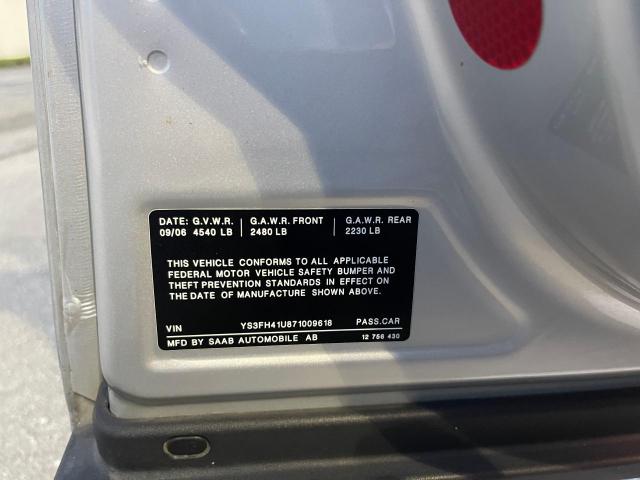 DATE: G.V.W.R. G.A.W.R. FRONT G.A.W.R. REAR
09/06 4540 LB 2480 LB 2230 LB
THIS VEHICLE CONFORMS TO ALL APPLICABLE
FEDERAL MOTOR VEHICLE SAFETY BUMPER AND
THEFT PREVENTION STANDARDS IN EFFECT ON
THE DATE OF MANUFACTURE SHOWN ABOVE.
VIN YS3FH41U871009618 PASS.CAR
MFD BY SAAB AUTOMOBILE AB 12 756 430